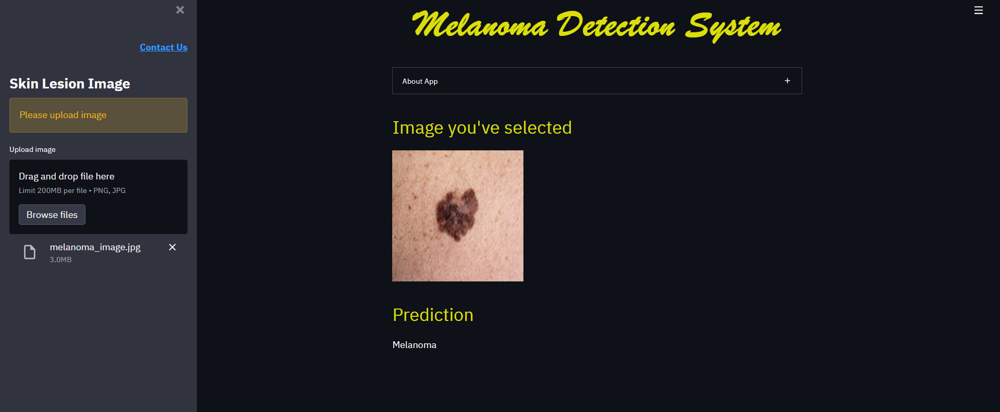 Contact Us
Skin Lesion Image
Please upload image
Upload image
Drag and drop file here
Limit 200MB per file • PNG, JPG
Browse files
melanoma_image.jpg
3.0MB
Melanoma Detection System
About App
Image you've selected
Prediction
Melanoma